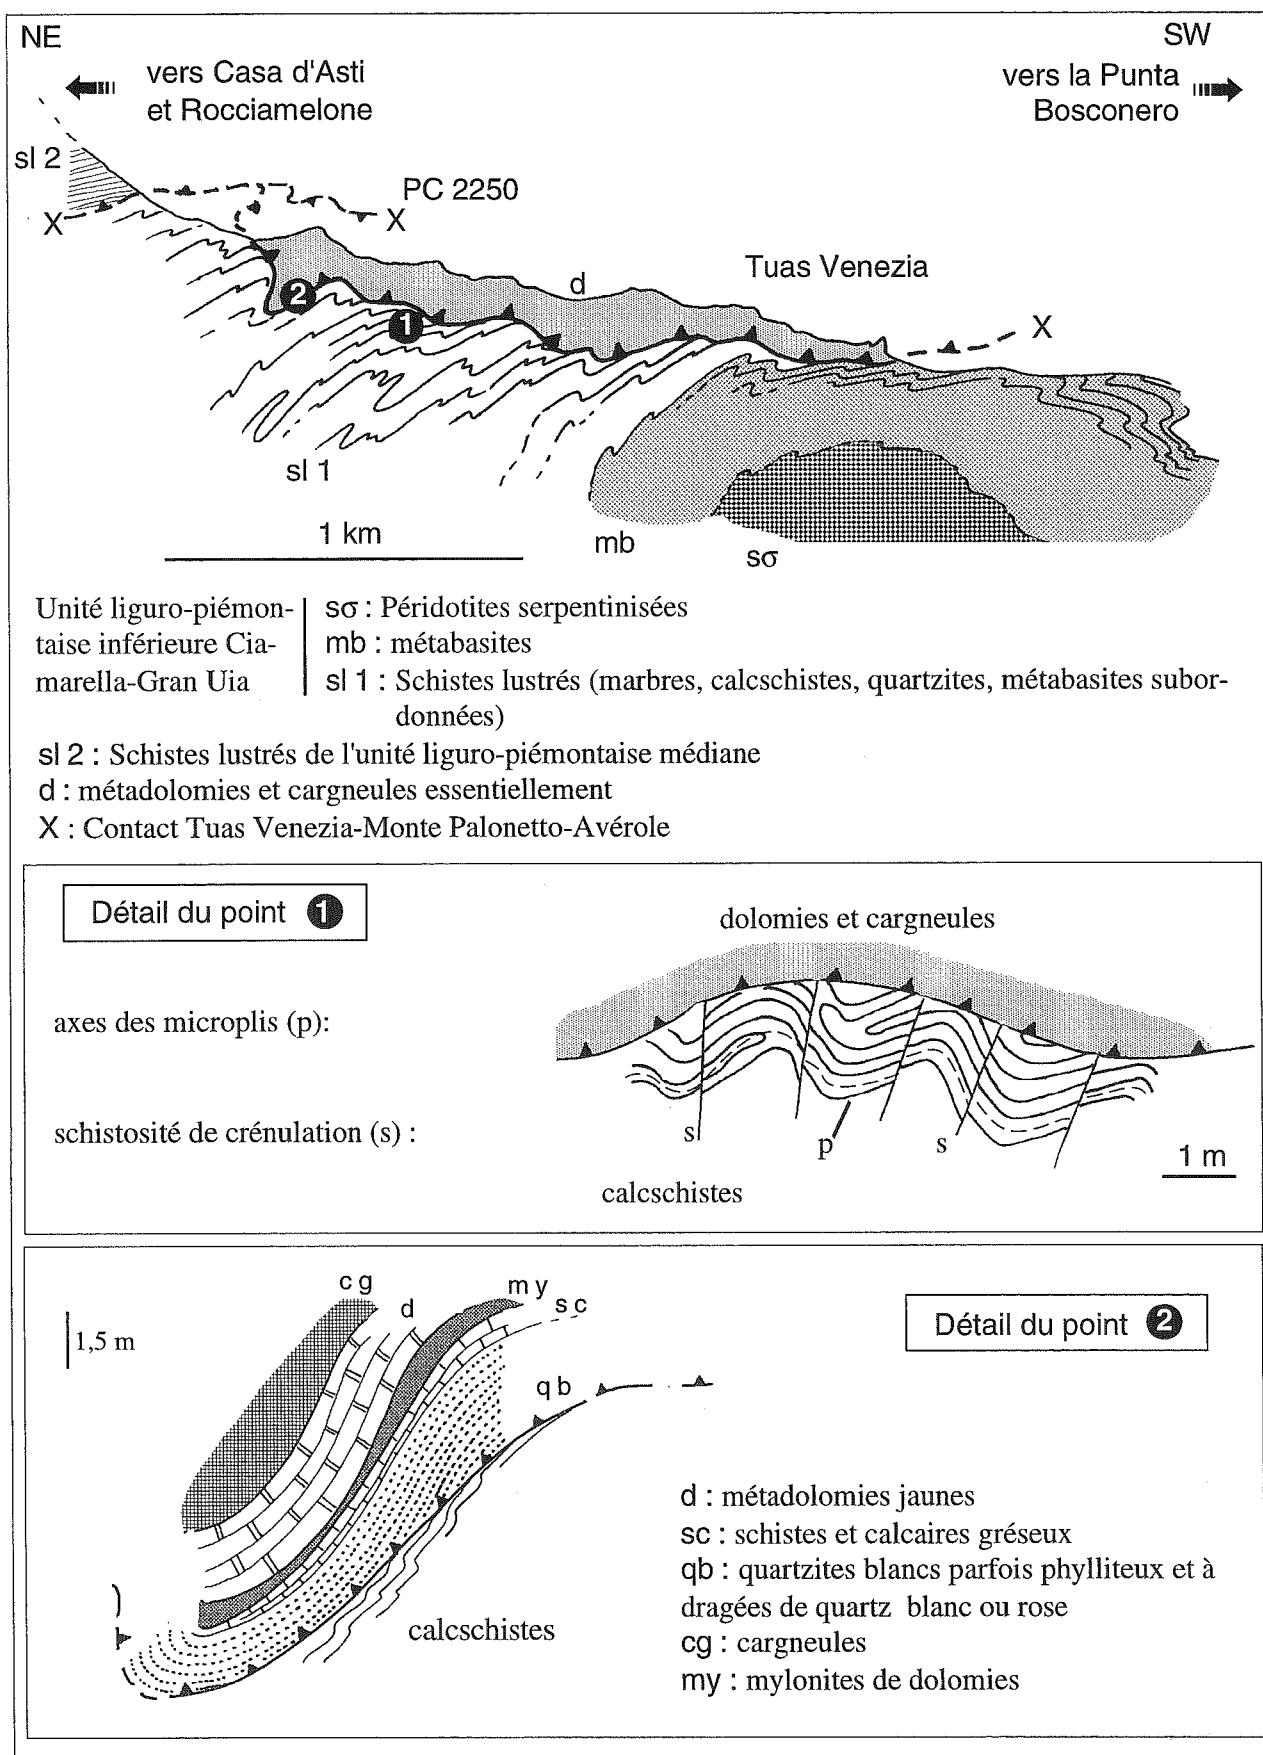 NE
SW
vers Casa d'Asti
et Rocciamelone
vers la Punta
Bosconero
sl 2
X
PC 2250
X
Tuas Venezia
d
2
1
X
sl 1
1 km
mb
sσ
Unité liguro-piémon-
taise inférieure Cia-
marella-Gran Uia
sσ : Péridotites serpentinisées
mb : métabasites
sl 1 : Schistes lustrés (marbres, calcschistes, quartzites, métabasites subor-
données)
sl 2 : Schistes lustrés de l'unité liguro-piémontaise médiane
d : métadolomies et cargneules essentiellement
X : Contact Tuas Venezia-Monte Palonetto-Avérole
Détail du point 1
dolomies et cargneules
axes des microplis (p):
schistosité de crénulation (s) :
s
p
s
1 m
calcschistes
cg
d
my
sc
1,5 m
Détail du point 2
qb
calcschistes
d : métadolomies jaunes
sc : schistes et calcaires gréseux
qb : quartzites blancs parfois phylliteux et à
dragées de quartz blanc ou rose
cg : cargneules
my : mylonites de dolomies